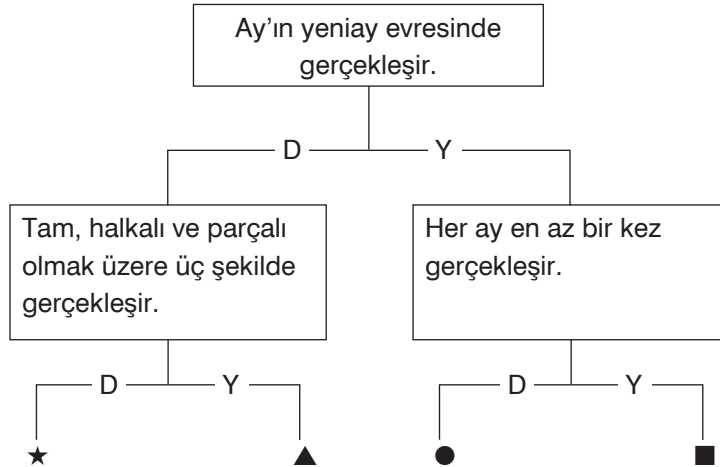 Ay’ın yeniay evresinde
gerçekleşir.
D
Y
Tam, halkalı ve parçalı
olmak üzere üç şekilde
gerçekleşir.
Her ay en az bir kez
gerçekleşir.
D
Y
D
Y